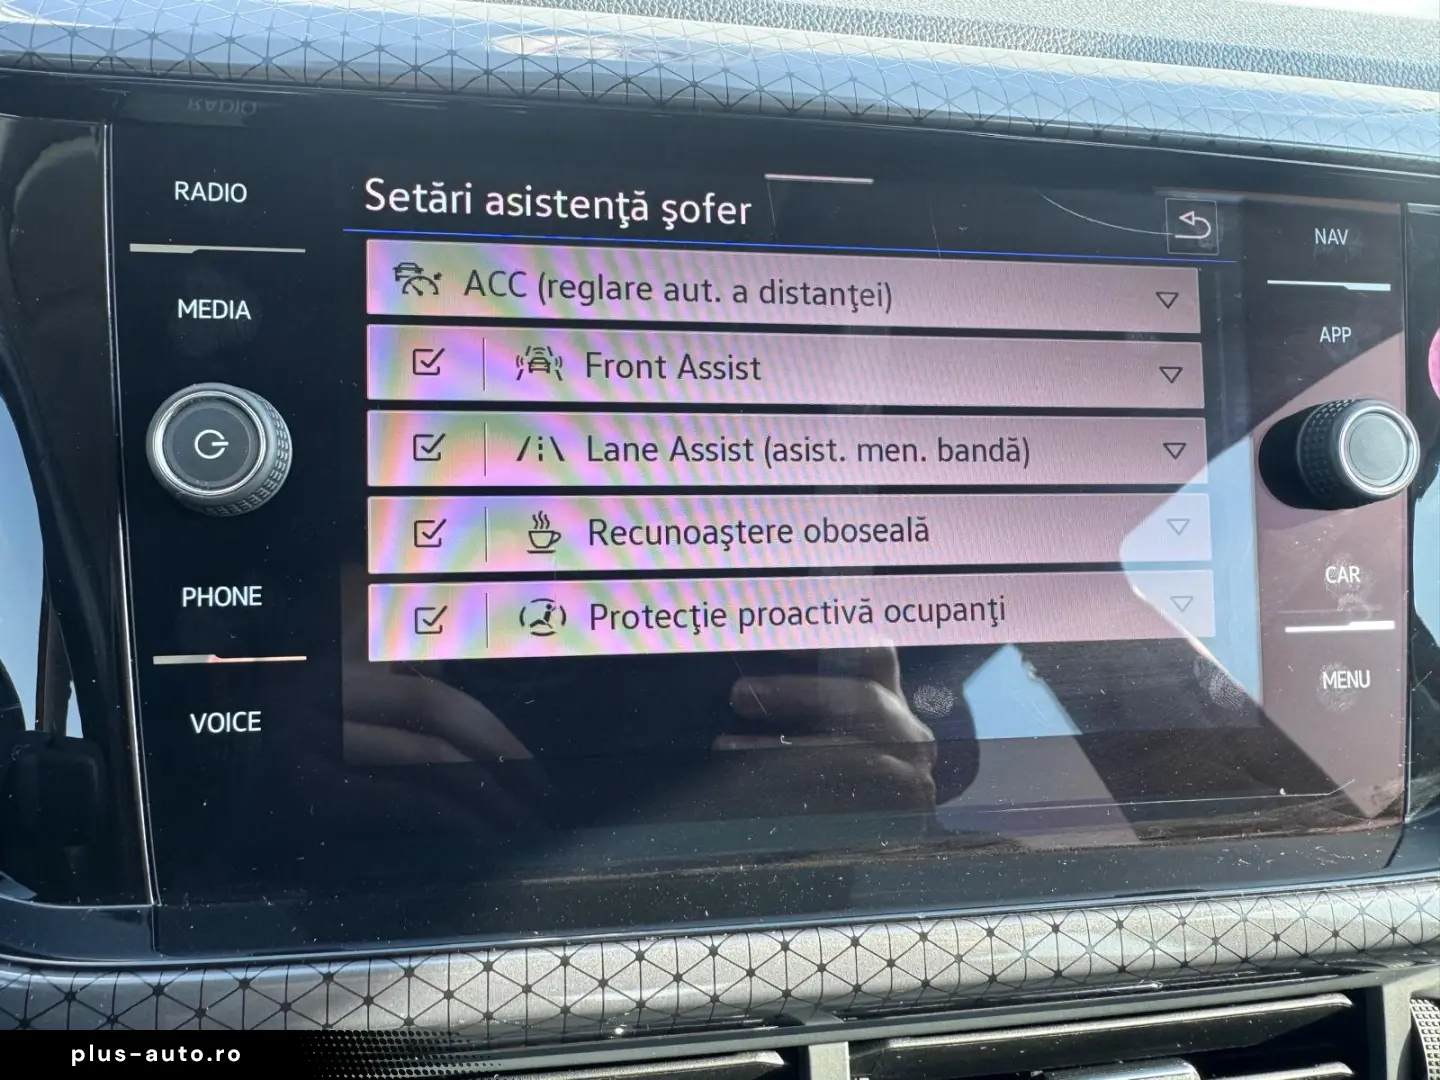 RADIO
MEDIA
PHONE
VOICE
Setări asistenţă şofer
ACC (reglare aut. a distanţei)
Front Assist
Lane Assist (asist. men. bandă)
Recunoaştere oboseală
Protecţie proactivă ocupanţi
NAV
APP
CAR
MENU
plus-auto.ro